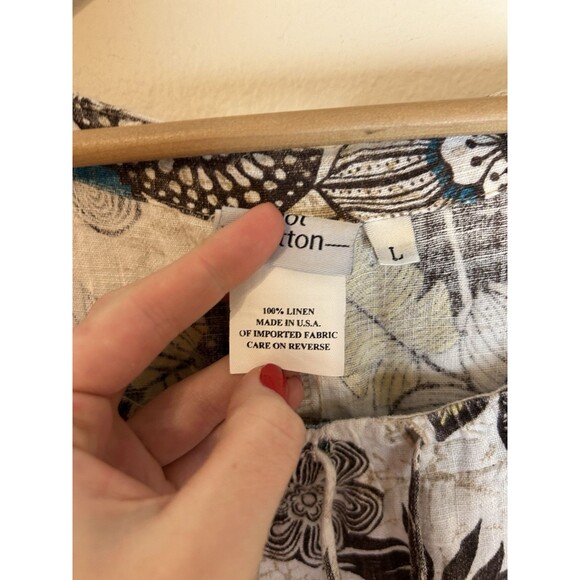 L
100% LINEN
MADE IN U.S.A.
OF IMPORTED FABRIC
CARE ON REVERSE